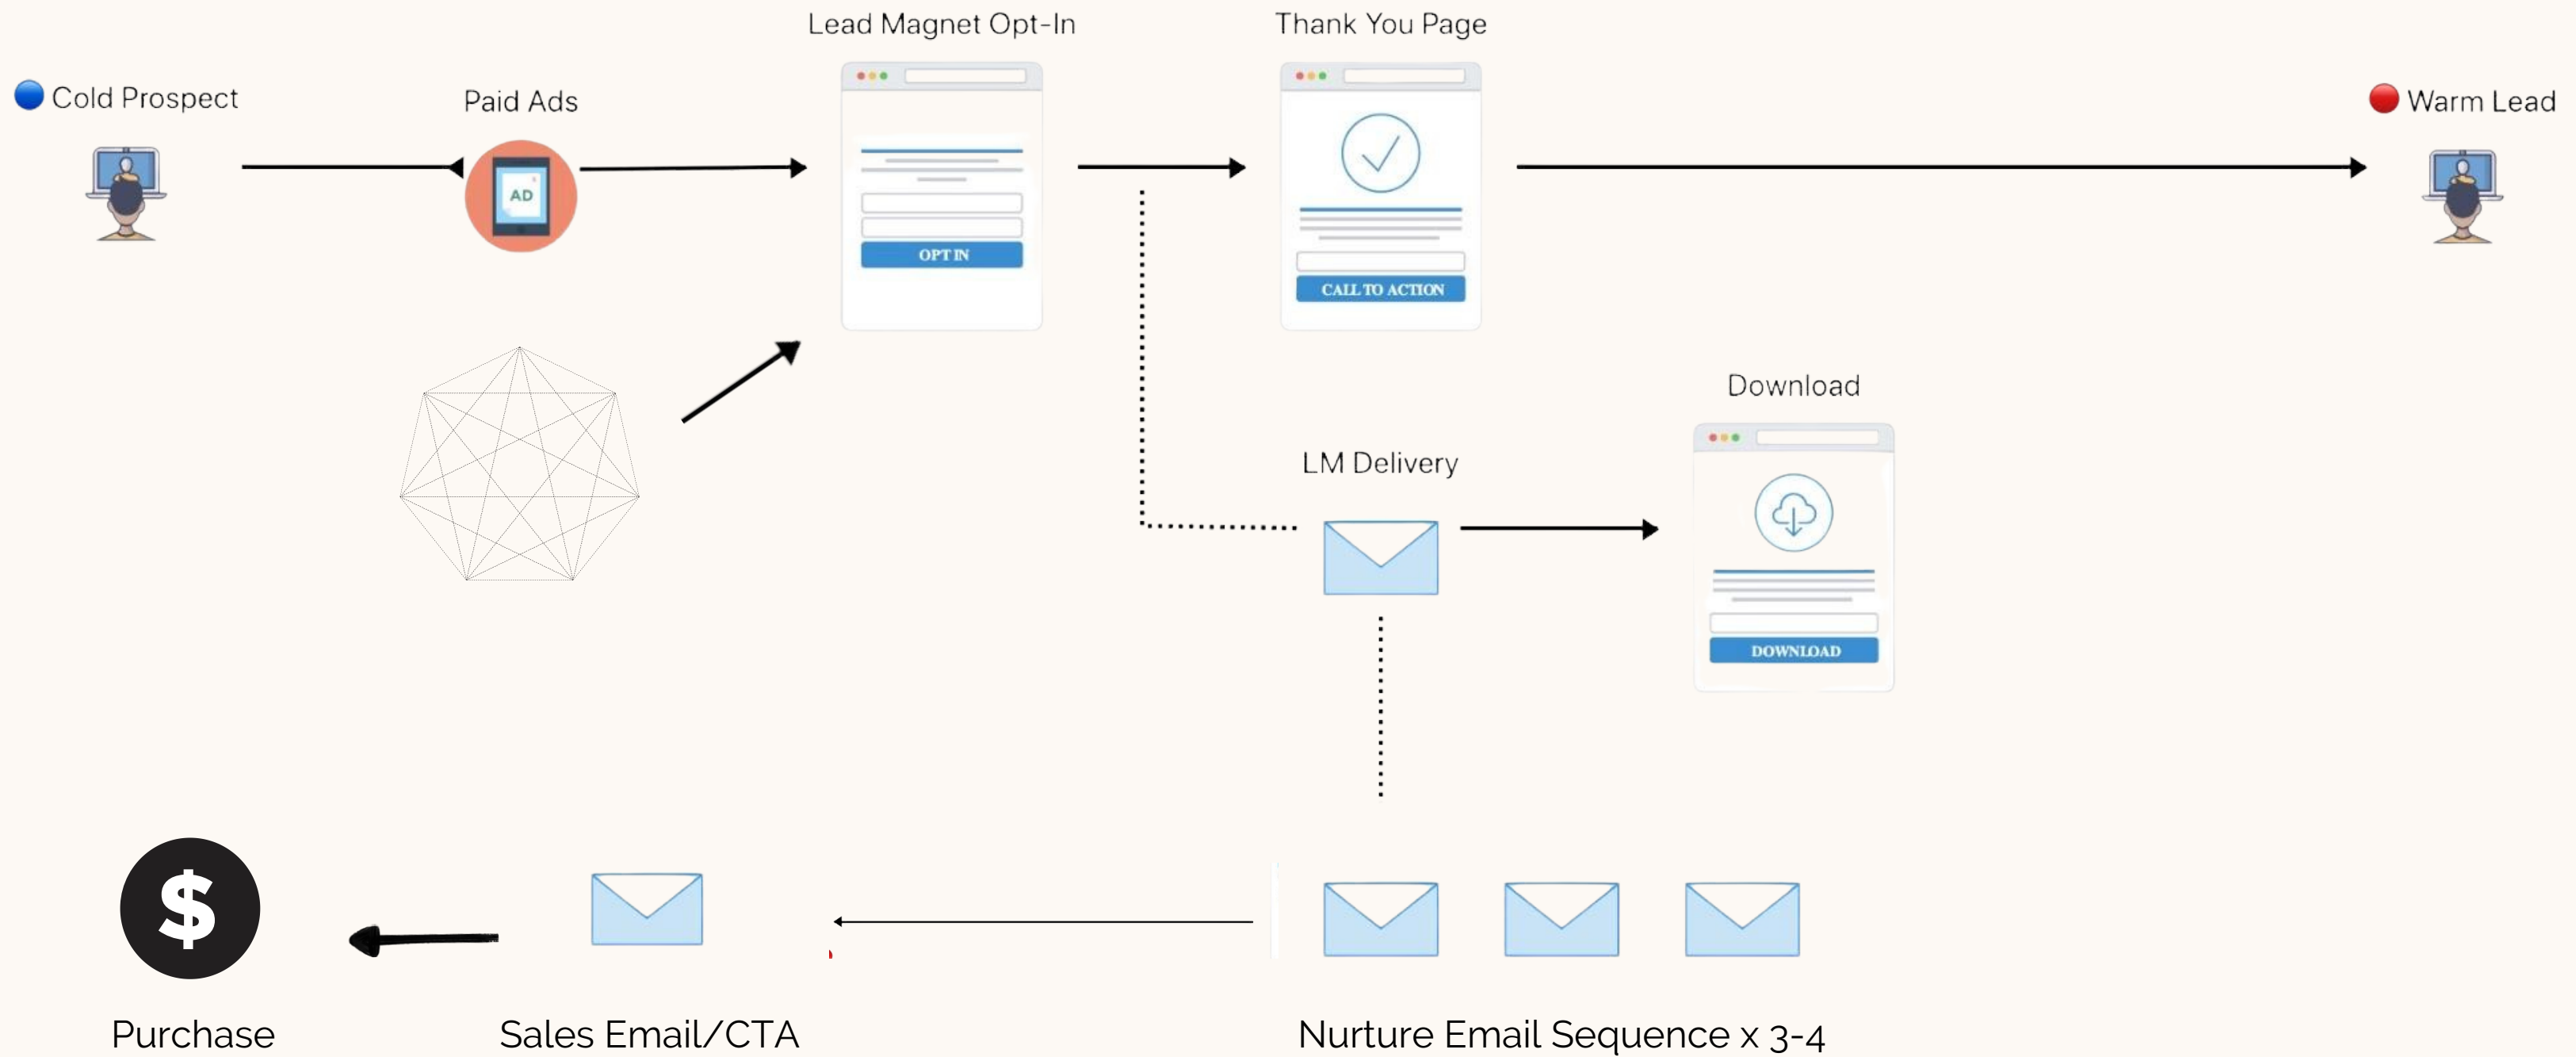 Lead Magnet Opt-In
Thank You Page
Cold Prospect
Paid Ads
Warm Lead
AD
OPT IN
CALL TO ACTION
Download
LM Delivery
DOWNLOAD
$
Purchase
Sales Email/CTA
Nurture Email Sequence x 3-4